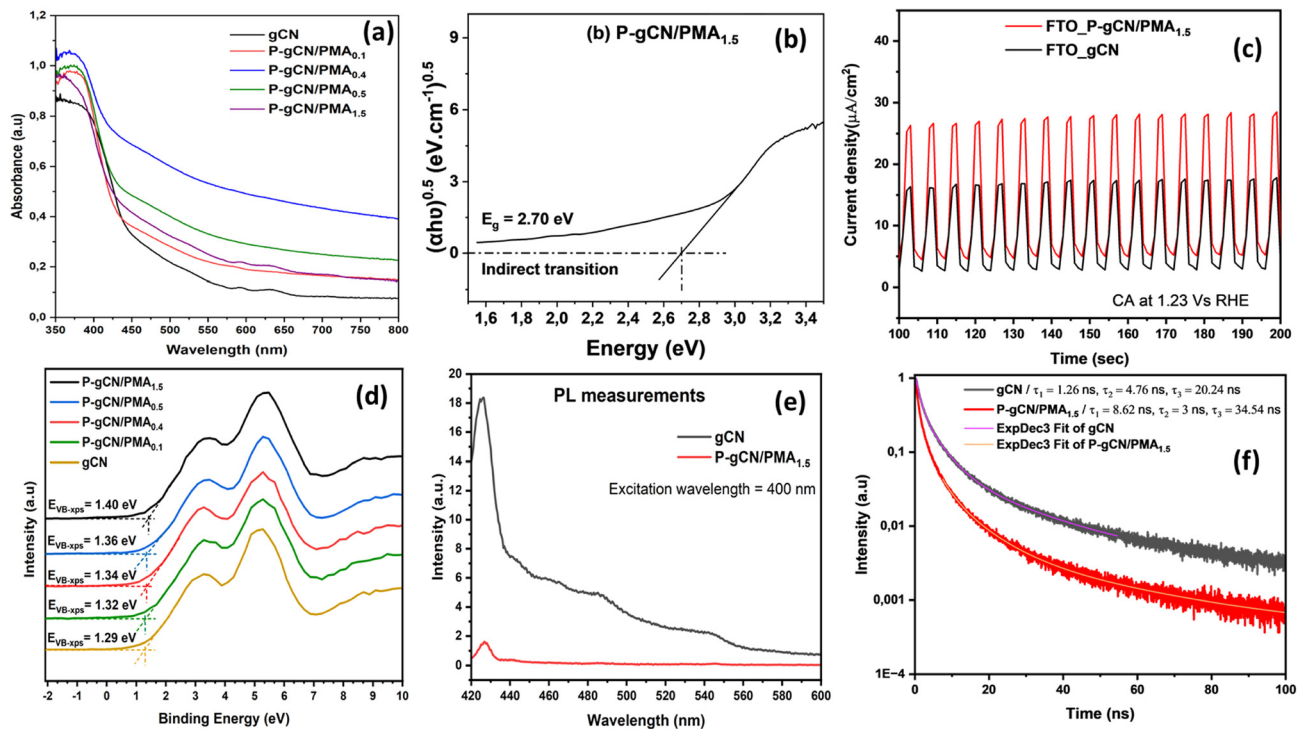 (a)
gCN
P-gCN/PMA0.1
P-gCN/PMA0.4
P-gCN/PMA0.5
P-gCN/PMA1.5
1,2
1,0
0,8
0,6
0,4
0,2
0,0
Absorbance (a.u)
350 400 450 500 550 600 650 700 750 800
Wavelength (nm)
(b) P-gCN/PMA1.5
(b)
9
6
3
0
(αhυ)^0.5 (eV.cm⁻¹)^0.5
Eg = 2.70 eV
Indirect transition
1,6 1,8 2,1 2,3 2,6 2,7 3,0 3,2 3,4
Energy (eV)
FTO_P-gCN/PMA1.5
FTO_gCN
(c)
40
30
20
10
0
Current density(µA/cm²)
CA at 1.23 Vs RHE
100 110 120 130 140 150 160 170 180 190 200
Time (sec)
P-gCN/PMA1.5
P-gCN/PMA0.5
P-gCN/PMA0.4
P-gCN/PMA0.1
gCN
(d)
EVB-xps = 1.40 eV
EVB-xps = 1.36 eV
EVB-xps = 1.34 eV
EVB-xps = 1.32 eV
EVB-xps = 1.29 eV
Intensity (a.u)
-2 -1 0 1 2 3 4 5 6 7 8 9 10
Binding Energy (eV)
PL measurements
(e)
gCN
P-gCN/PMA1.5
Excitation wavelength = 400 nm
20
18
16
14
12
10
8
6
4
2
0
Intensity (a.u.)
420 440 460 480 500 520 540 560 580 600
Wavelength (nm)
gCN / τ1 = 1.26 ns, τ2 = 4.76 ns, τ3 = 20.24 ns
P-gCN/PMA1.5 / τ1 = 8.62 ns, τ2 = 3 ns, τ3 = 34.54 ns
ExpDec3 Fit of gCN
ExpDec3 Fit of P-gCN/PMA1.5
(f)
1
0,1
0,01
0,001
1E−4
Intensity (a.u)
0 20 40 60 80 100
Time (ns)